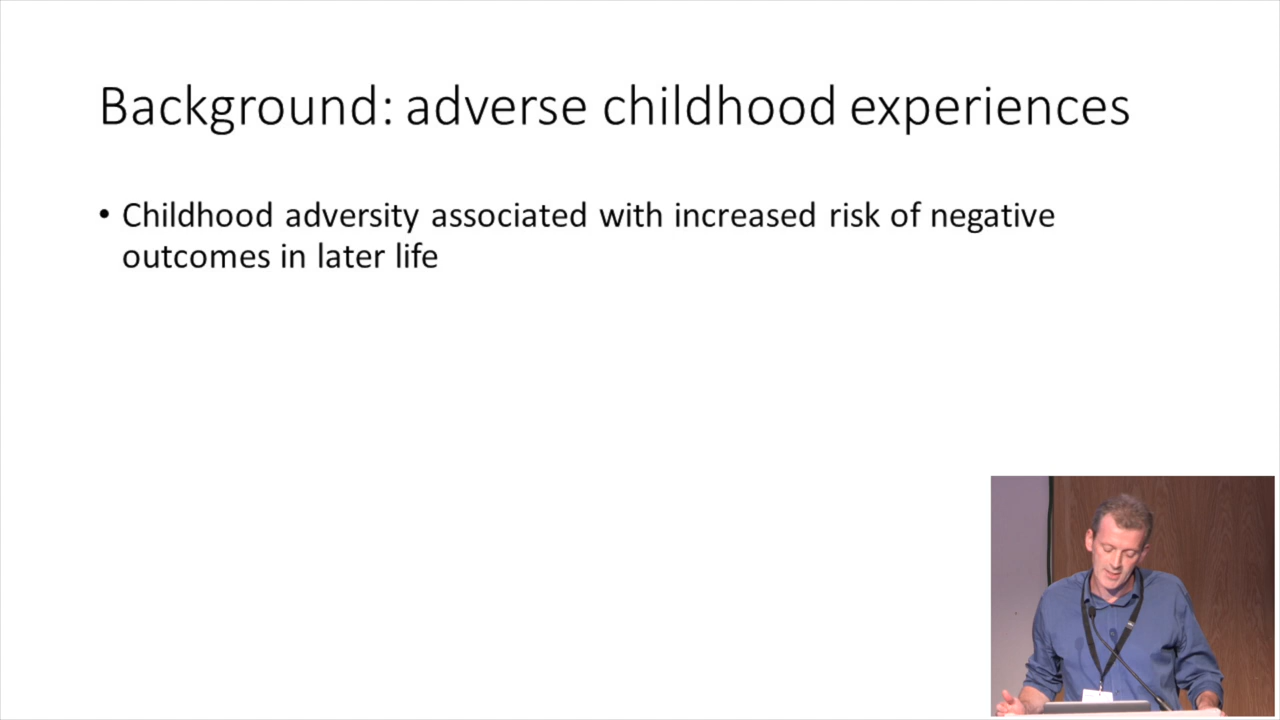 Background: adverse childhood experiences
• Childhood adversity associated with increased risk of negative
outcomes in later life